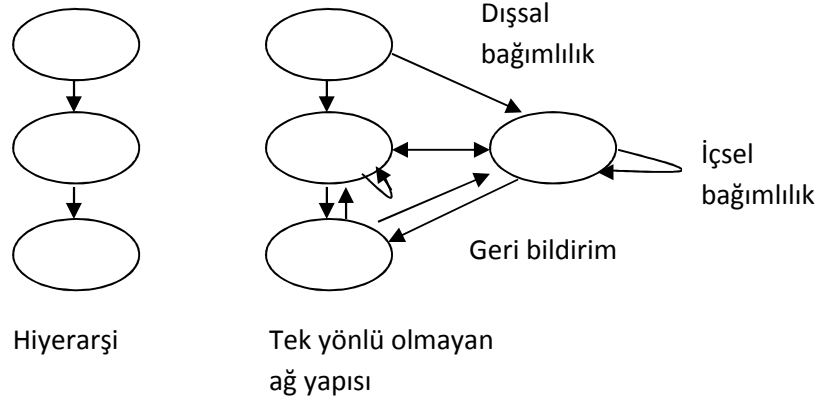 Dışsal
bağımlılık
İçsel
bağımlılık
Geri bildirim
Hiyerarşi
Tek yönlü olmayan
ağ yapısı